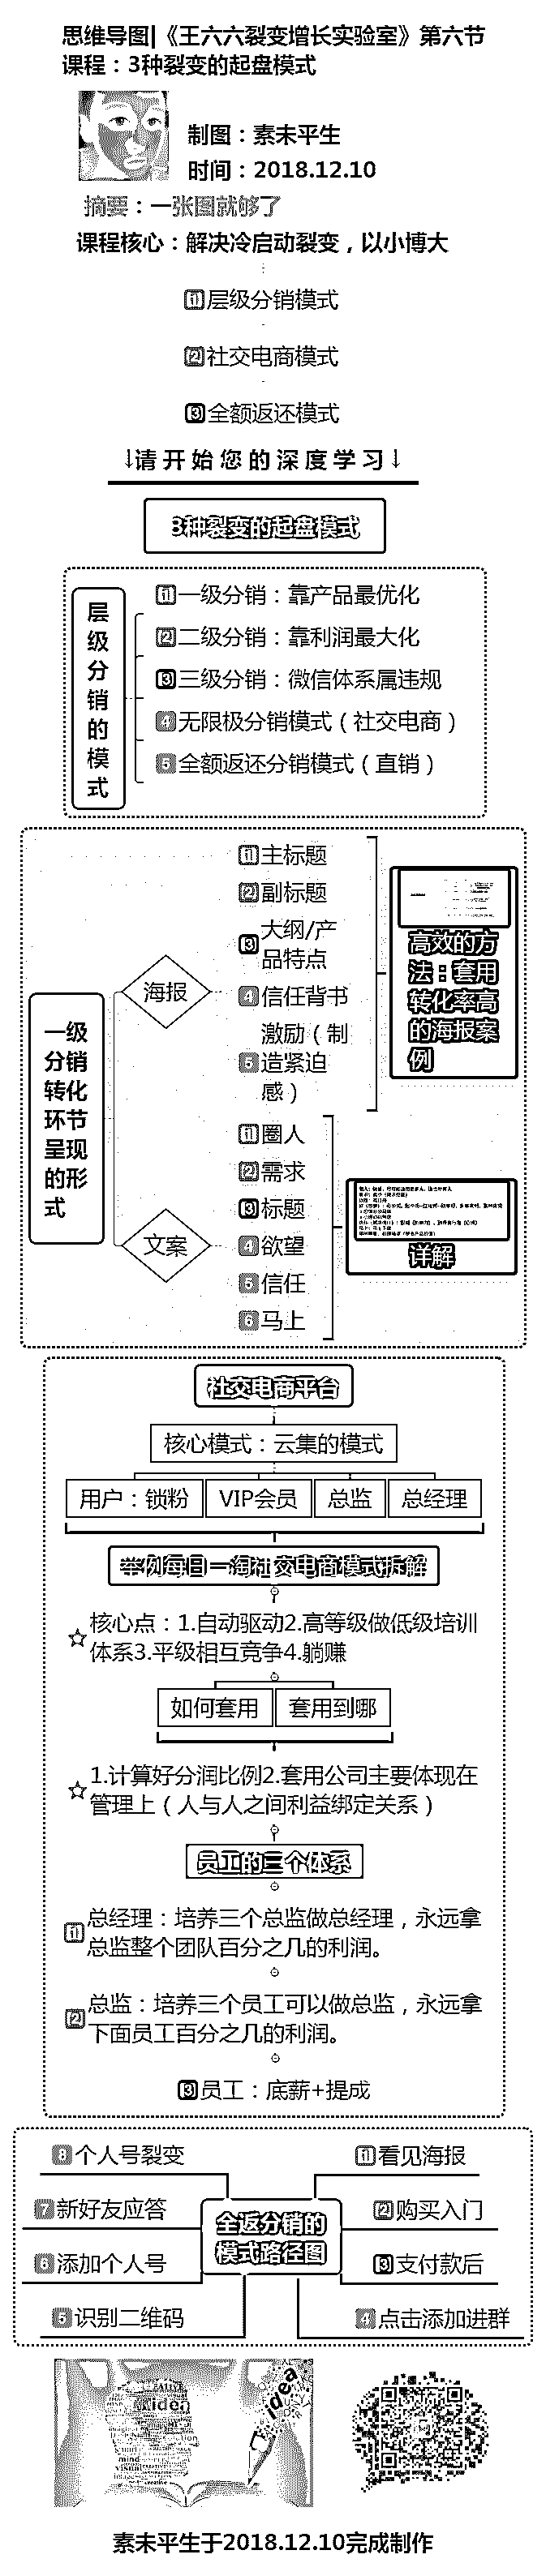 思维导图|《王六六裂变增长实验室》第六节
课程：3种裂变的起盘模式
制图：素未平生
时间：2018.12.10
摘要：一张图就够了
课程核心：解决冷启动裂变，以小博大
1层级分销模式
2社交电商模式
3全额返还模式
↓请开始您的深度学习↓
3种裂变的起盘模式
层级分销的模式
1一级分销：靠产品最优化
2二级分销：靠利润最大化
3三级分销：微信体系属违规
4无限极分销模式（社交电商）
5全额返还分销模式（直销）
一级
分销
转化
环节
呈现
的形
式
海报
1主标题
2副标题
3大纲/产
品特点
4信任背书
5激励（制
造紧迫
感）
高效的方
法：套用
转化率高
的海报案
例
文案
1圈人
2需求
3标题
4欲望
5信任
6马上
详解
社交电商平台
核心模式：云集的模式
用户：锁粉
VIP会员
总监
总经理
举例每日一淘社交电商模式拆解
☆核心点：1.自动驱动2.高等级做低级培训
体系3.平级相互竞争4.躺赚
如何套用
套用到哪
☆1.计算好分润比例2.套用公司主要体现在
管理上（人与人之间利益绑定关系）
员工的三个体系
1总经理：培养三个总监做总经理，永远拿
总监整个团队百分之几的利润。
2总监：培养三个员工可以做总监，永远拿
下面员工百分之几的利润。
3员工：底薪+提成
全返分销的
模式路径图
1看见海报
2购买入门
3支付款后
4点击添加进群
5识别二维码
6添加个人号
7新好友应答
8个人号裂变
idea
idea
mind
visual
creative
素未平生于2018.12.10完成制作